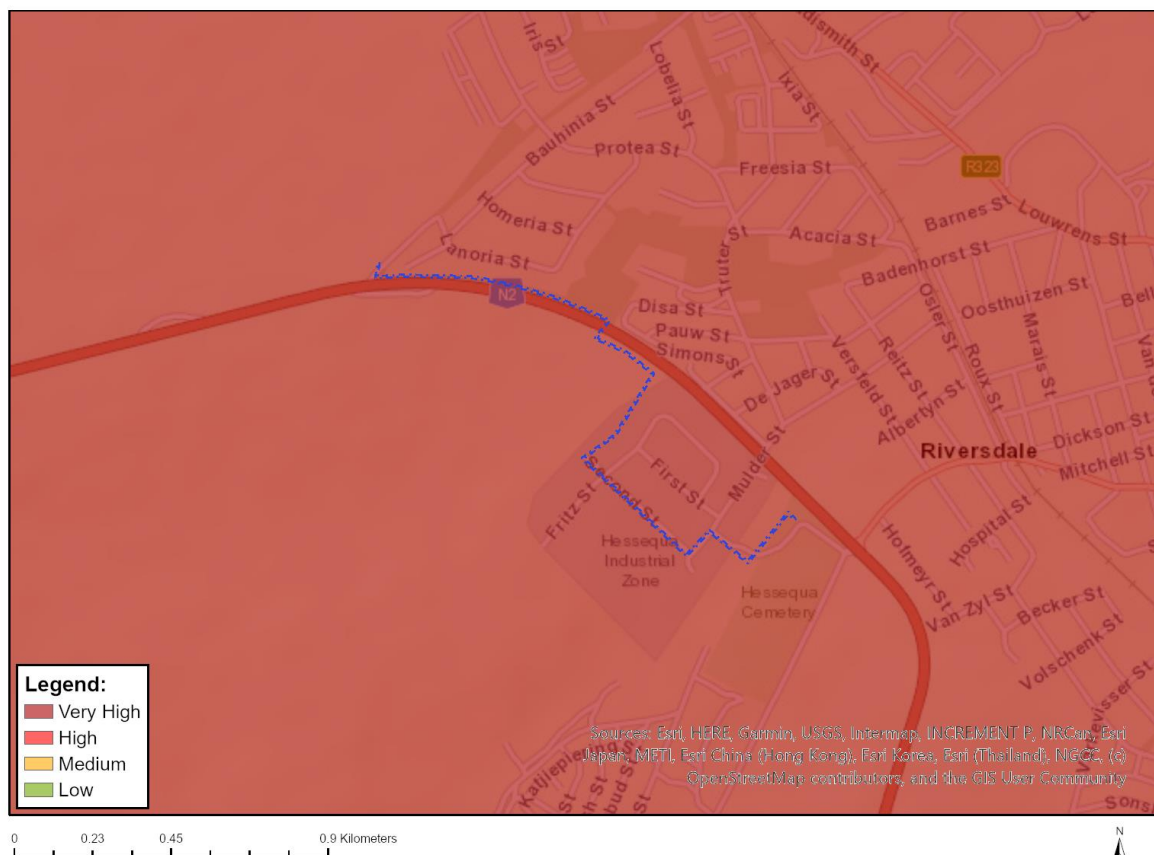 Iris St
Ixia St
Lobelia St
Bauhinia St
Protea St
Freesia St
R323
Barnes St
Louwrens St
Homeria St
Lanoria St
Truter St
Acacia St
Badenhorst St
N2
Disa St
Pauw St
Simons St
Osler St
Oosthuizen St
Marais St
Versfeld St
Reitz St
Roux St
De Jager St
Albertyn St
Dickson St
Mitchell St
Riversdale
Mulder St
First St
Second St
Fritz St
Hessequa
Industrial
Zone
Hessequa
Cemetery
Hospital St
Hofmeyr St
Van Zyl St
Becker St
Volschenk St
Legend:
Very High
High
Medium
Low
Sources: Esri, HERE, Garmin, USGS, Intermap, INCREMENT P, NRCan, Esri
Japan, METI, Esri China (Hong Kong), Esri Korea, Esri (Thailand), NGCC, (c)
OpenStreetMap contributors, and the GIS User Community
0 0.23 0.45 0.9 Kilometers
N